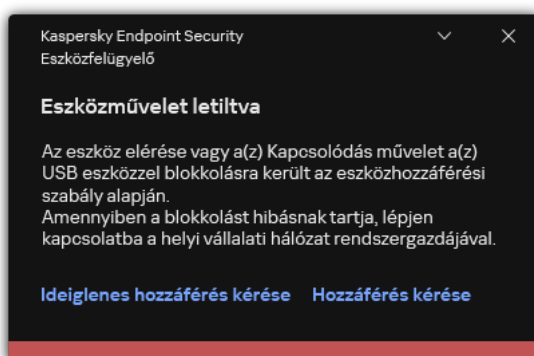 Kaspersky Endpoint Security
Eszközfelügyelő
Eszközművelet letiltva
Az eszköz elérése vagy a(z) Kapcsolódás művelet a(z)
USB eszközzel blokkolásra került az eszközhozzáférési
szabály alapján.
Amennyiben a blokkolást hibásnak tartja, lépjen
kapcsolatba a helyi vállalati hálózat rendszergazdájával.
Ideiglenes hozzáférés kérése Hozzáférés kérése